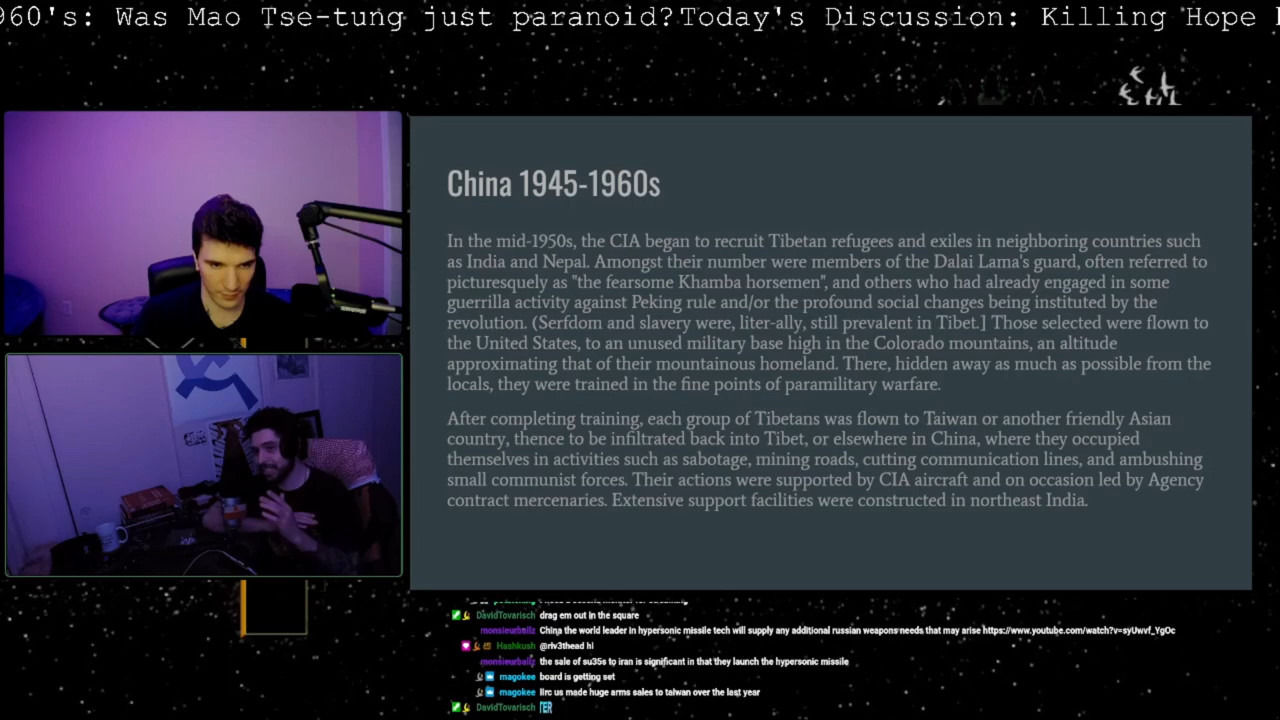 960's: Was Mao Tse-tung just paranoid?Today's Discussion: Killing Hope
China 1945-1960s
In the mid-1950s, the CIA began to recruit Tibetan refugees and exiles in neighboring countries such
as India and Nepal. Amongst their number were members of the Dalai Lama's guard, often referred to
picturesquely as "the fearsome Khamba horsemen", and others who had already engaged in some
guerrilla activity against Peking rule and/or the profound social changes being instituted by the
revolution. (Serfdom and slavery were, liter-ally, still prevalent in Tibet.] Those selected were flown to
the United States, to an unused military base high in the Colorado mountains, an altitude
approximating that of their mountainous homeland. There, hidden away as much as possible from the
locals, they were trained in the fine points of paramilitary warfare.
After completing training, each group of Tibetans was flown to Taiwan or another friendly Asian
country, thence to be infiltrated back into Tibet, or elsewhere in China, where they occupied
themselves in activities such as sabotage, mining roads, cutting communication lines, and ambushing
small communist forces. Their actions were supported by CIA aircraft and on occasion led by Agency
contract mercenaries. Extensive support facilities were constructed in northeast India.
DavidTovarisch drag em out in the square
monsieurballz China the world leader in hypersonic missile tech will supply any additional russian weapons needs that may arise https://www.youtube.com/watch?v=syUwvf_YgOc
Hashkush @riv3thead hi
monsieurballz the sale of su35s to iran is significant in that they launch the hypersonic missile
magokee board is getting set
magokee iirc us made huge arms sales to taiwan over the last year
DavidTovarisch